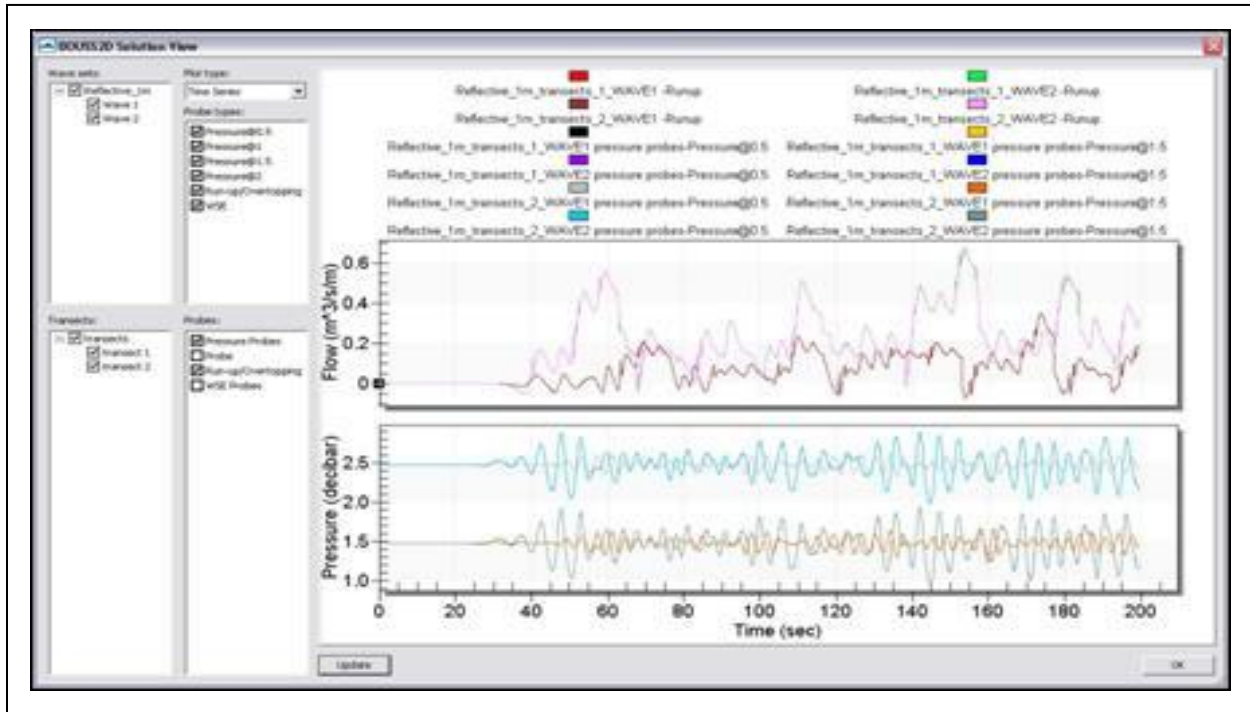 BOUSS2D Solution View
Wave sets:
Reflective_1m
Wave 1
Wave 2
Plot type:
Time Series
Probe types:
Pressure@0.5
Pressure@1
Pressure@1.5
Pressure@2
Run-up/Overtopping
WSE
Transects:
transects
transect 1
transect 2
Probes:
Pressure Probes
Probe
Run-up/Overtopping
WSE Probes
Reflective_1m_transects_1_WAVE1 -Runup
Reflective_1m_transects_1_WAVE2 -Runup
Reflective_1m_transects_2_WAVE1 -Runup
Reflective_1m_transects_2_WAVE2 -Runup
Reflective_1m_transects_1_WAVE1 pressure probes-Pressure@0.5
Reflective_1m_transects_1_WAVE1 pressure probes-Pressure@1.5
Reflective_1m_transects_1_WAVE2 pressure probes-Pressure@0.5
Reflective_1m_transects_1_WAVE2 pressure probes-Pressure@1.5
Reflective_1m_transects_2_WAVE1 pressure probes-Pressure@0.5
Reflective_1m_transects_2_WAVE1 pressure probes-Pressure@1.5
Reflective_1m_transects_2_WAVE2 pressure probes-Pressure@0.5
Reflective_1m_transects_2_WAVE2 pressure probes-Pressure@1.5
Flow (m^3/s/m)
0.6
0.4
0.2
0
Pressure (decibar)
2.5
2.0
1.5
1.0
0 20 40 60 80 100 120 140 160 180 200
Time (sec)
Update
OK